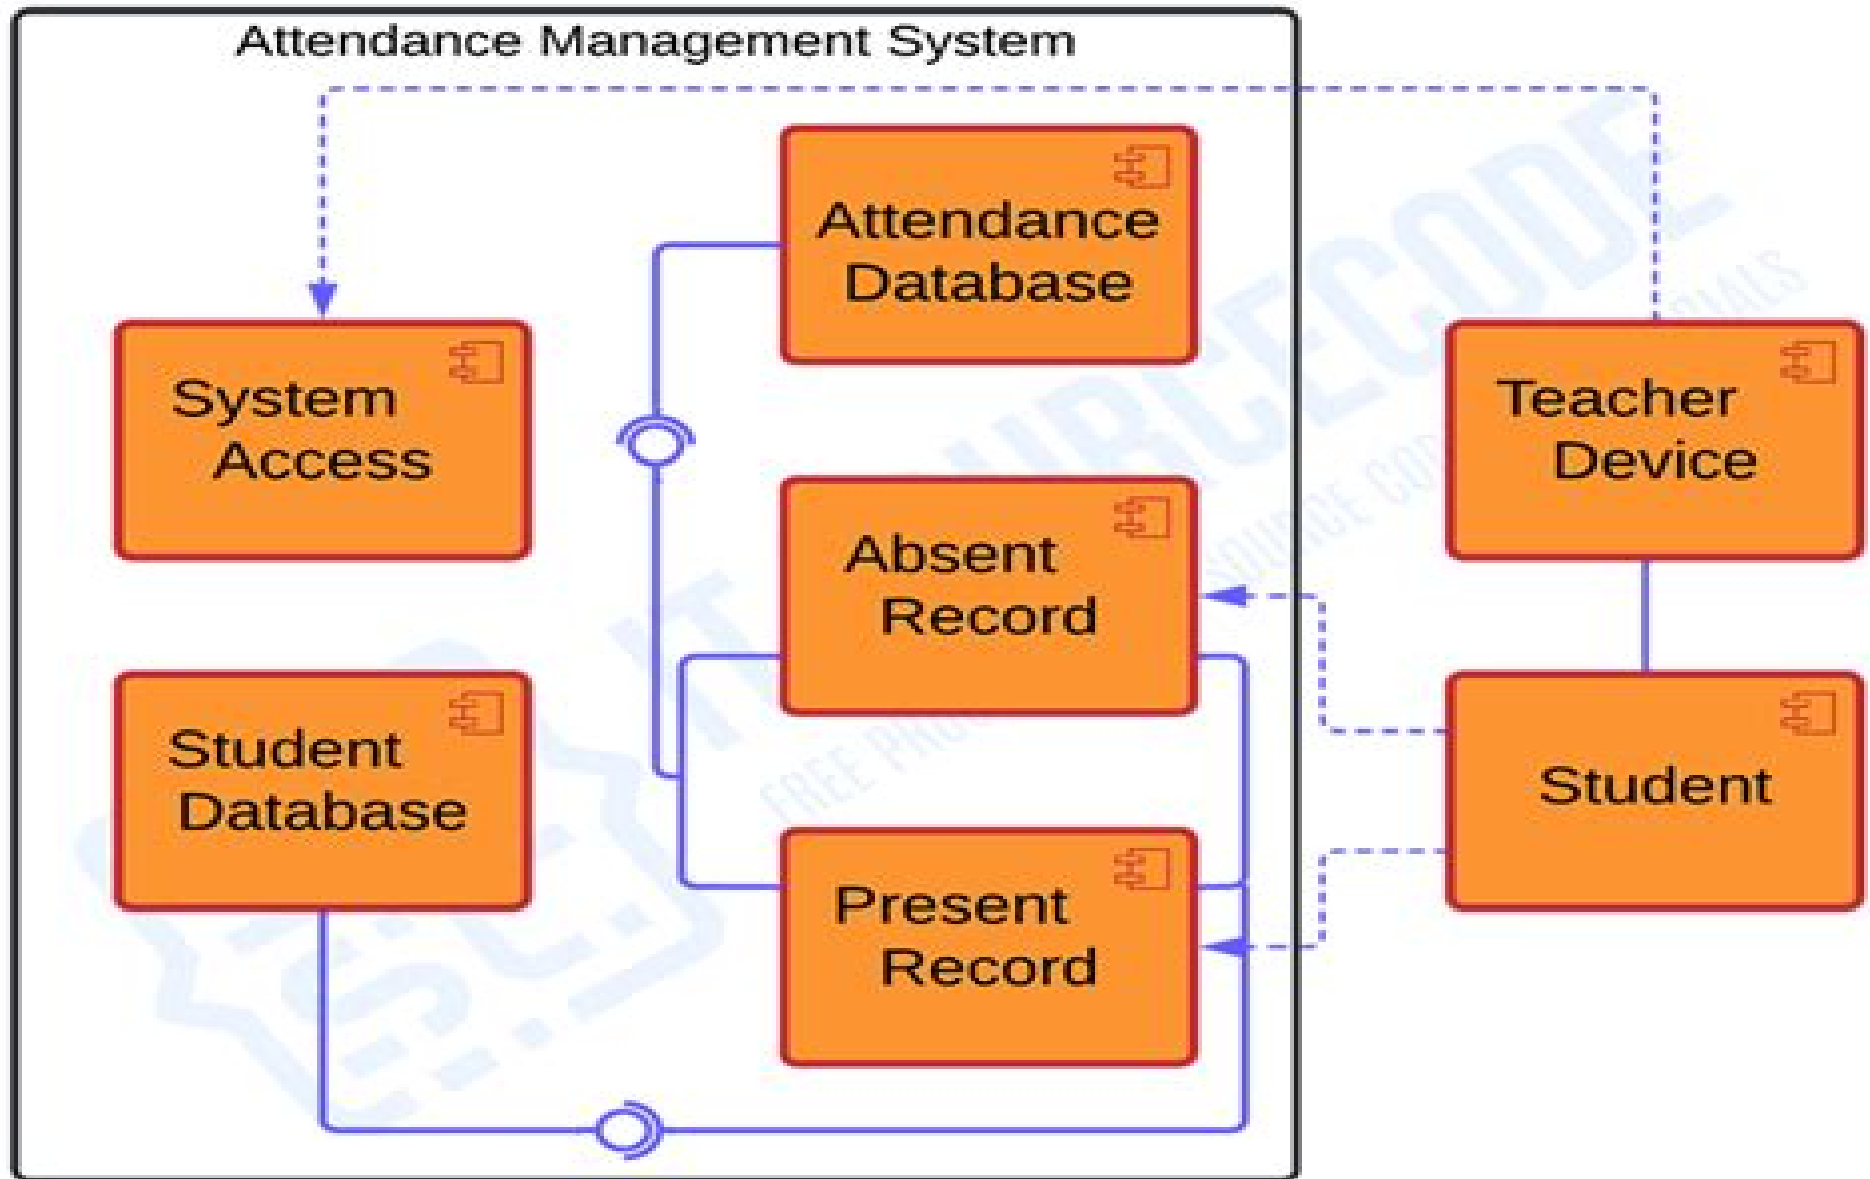 Attendance Management System
Attendance
Database
System
Access
Teacher
Device
Absent
Record
Student
Database
Student
Present
Record